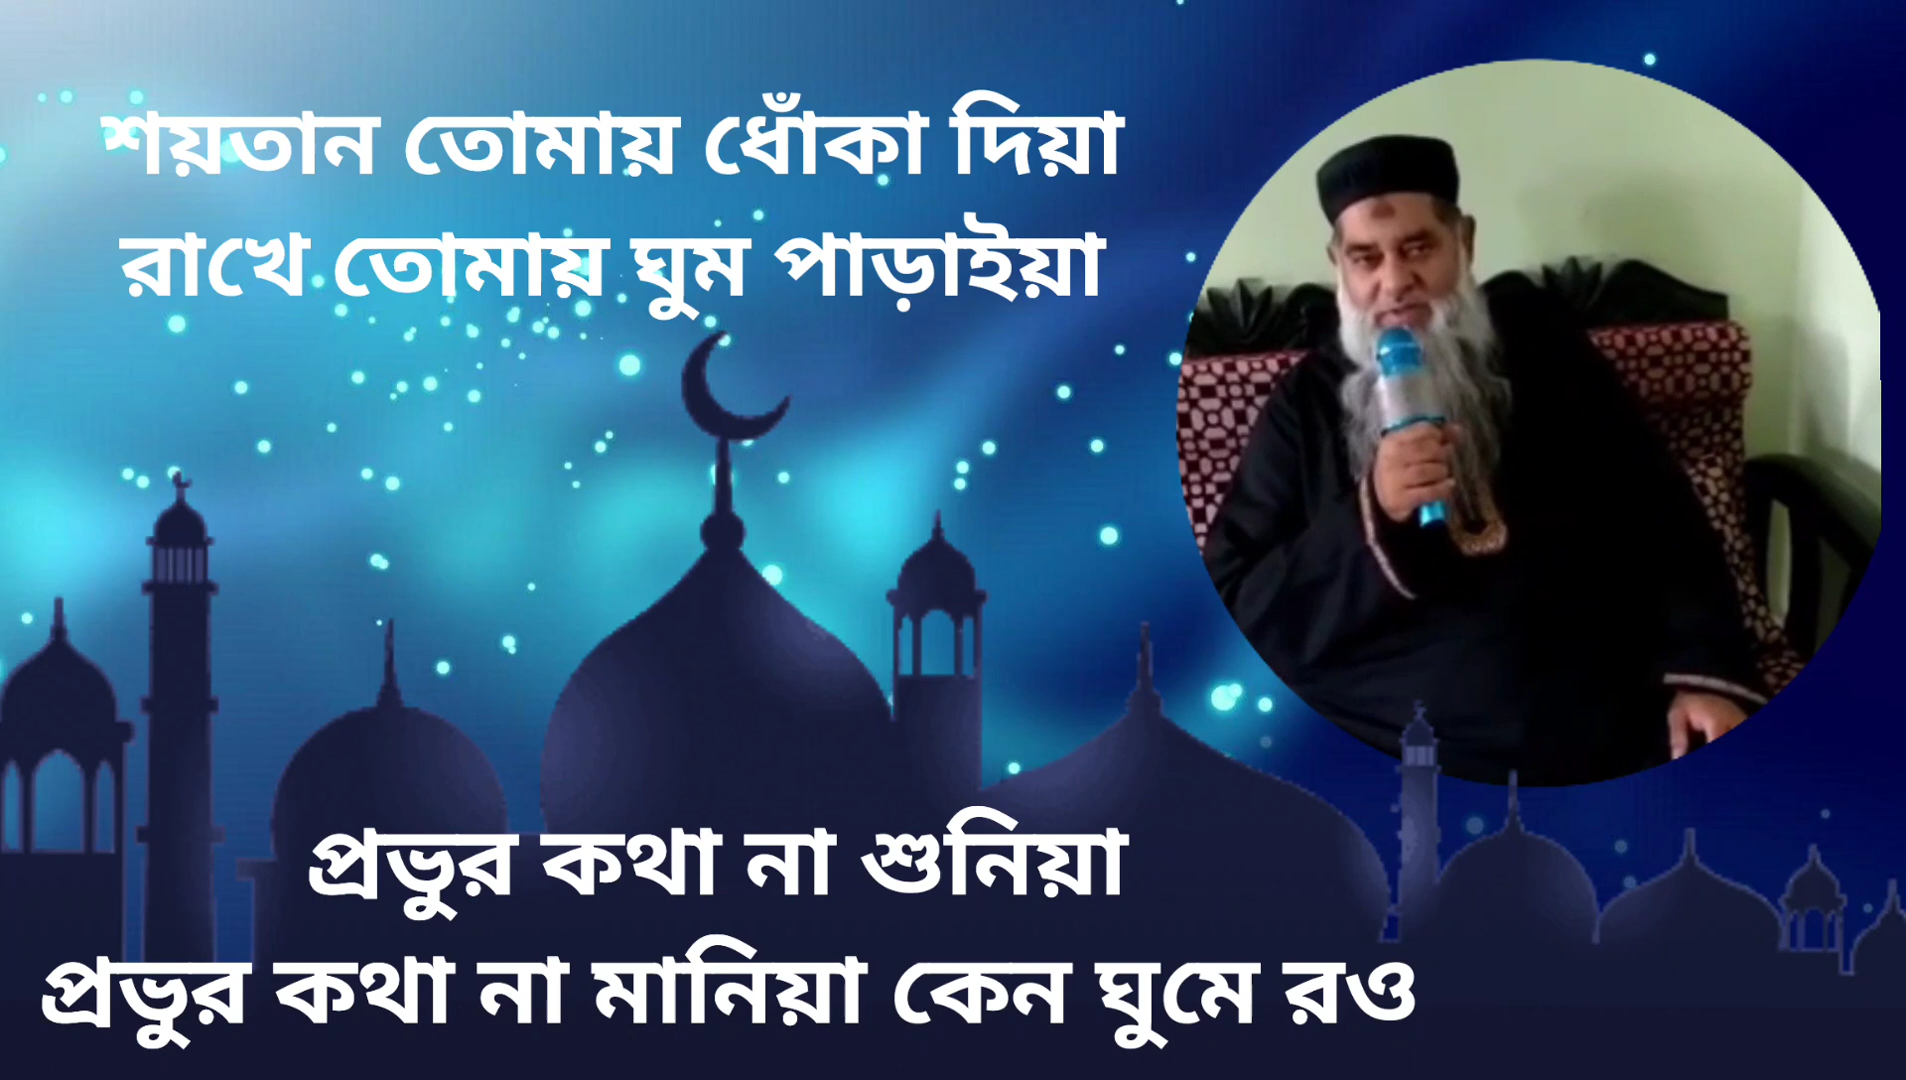 শয়তান তোমায় ধোঁকা দিয়া
রাখে তোমায় ঘুম পাড়াইয়া
প্রভুর কথা না শুনিয়া
প্রভুর কথা না মানিয়া কেন ঘুমে রও